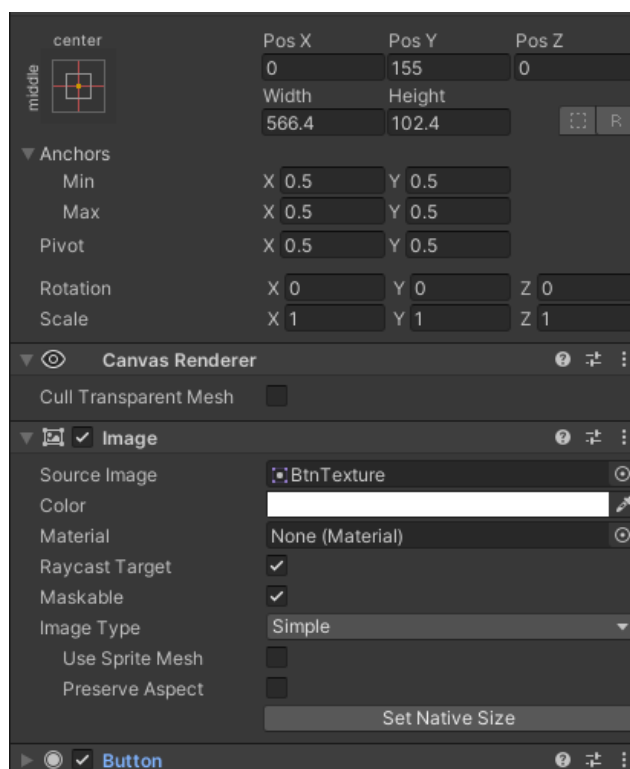 center Pos X Pos Y Pos Z
middle 0 155 0
Width Height
566.4 102.4 R
Anchors
Min X 0.5 Y 0.5
Max X 0.5 Y 0.5
Pivot X 0.5 Y 0.5
Rotation X 0 Y 0 Z 0
Scale X 1 Y 1 Z 1
Canvas Renderer
Cull Transparent Mesh
Image
Source Image BtnTexture
Color
Material None (Material)
Raycast Target
Maskable
Image Type Simple
Use Sprite Mesh
Preserve Aspect
Set Native Size
Button